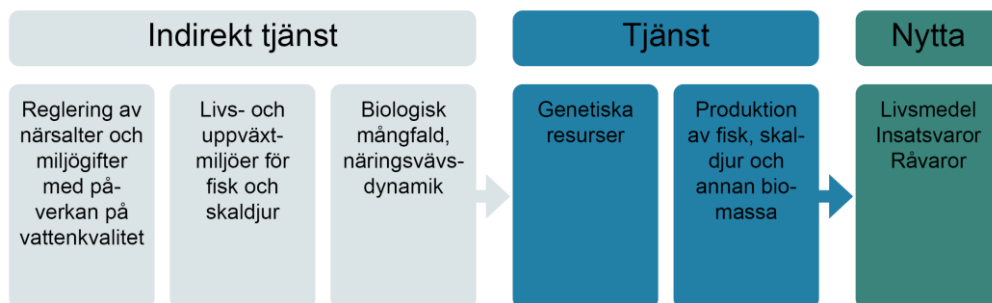 Indirekt tjänst
Tjänst
Nytta
Reglering av
närsalter och
miljögifter
med på-
verkan på
vattenkvalitet
Livs- och
uppväxt-
miljöer för
fisk och
skaldjur
Biologisk
mångfald,
näringsvävs-
dynamik
Genetiska
resurser
Produktion
av fisk, skal-
djur och
annan bio-
massa
Livsmedel
Insatsvaror
Råvaror